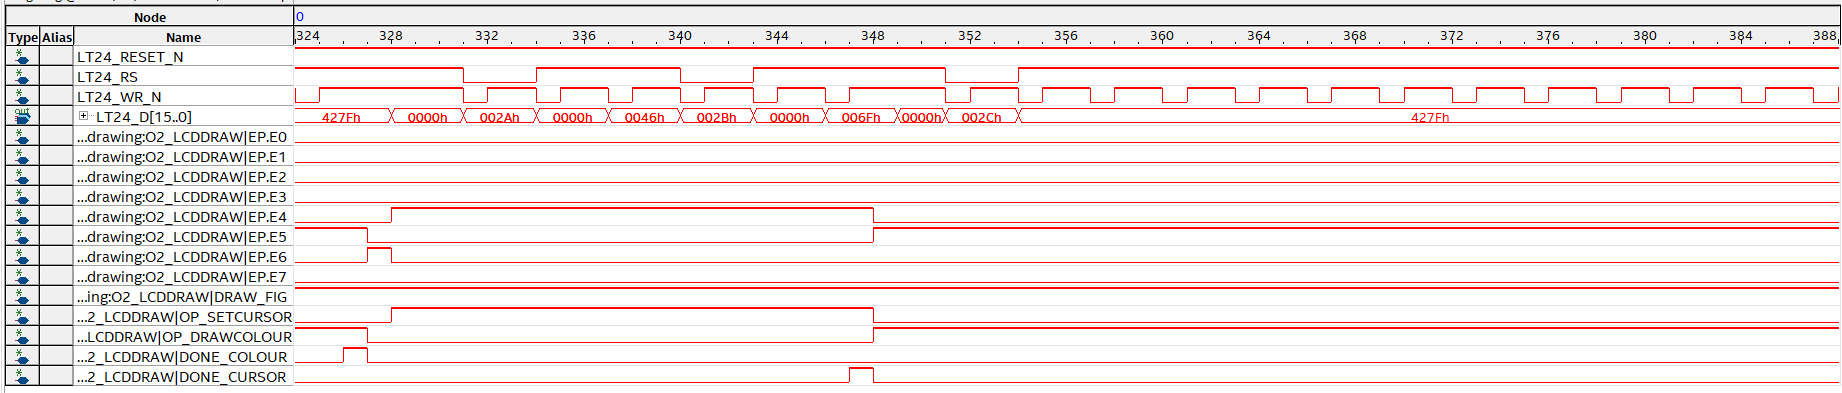 Node
0
Type Alias Name
324 328 332 336 340 344 348 352 356 360 364 368 372 376 380 384 388
LT24_RESET_N
LT24_RS
LT24_WR_N
LT24_D[15..0] 427Fh 0000h 002Ah 0000h 0046h 002Bh 0000h 006Fh 0000h 002Ch 427Fh
...drawing:O2_LCDDRAW|EP.E0
...drawing:O2_LCDDRAW|EP.E1
...drawing:O2_LCDDRAW|EP.E2
...drawing:O2_LCDDRAW|EP.E3
...drawing:O2_LCDDRAW|EP.E4
...drawing:O2_LCDDRAW|EP.E5
...drawing:O2_LCDDRAW|EP.E6
...drawing:O2_LCDDRAW|EP.E7
...ing:O2_LCDDRAW|DRAW_FIG
...2_LCDDRAW|OP_SETCURSOR
...LCDDRAW|OP_DRAWCOLOUR
...2_LCDDRAW|DONE_COLOUR
...2_LCDDRAW|DONE_CURSOR